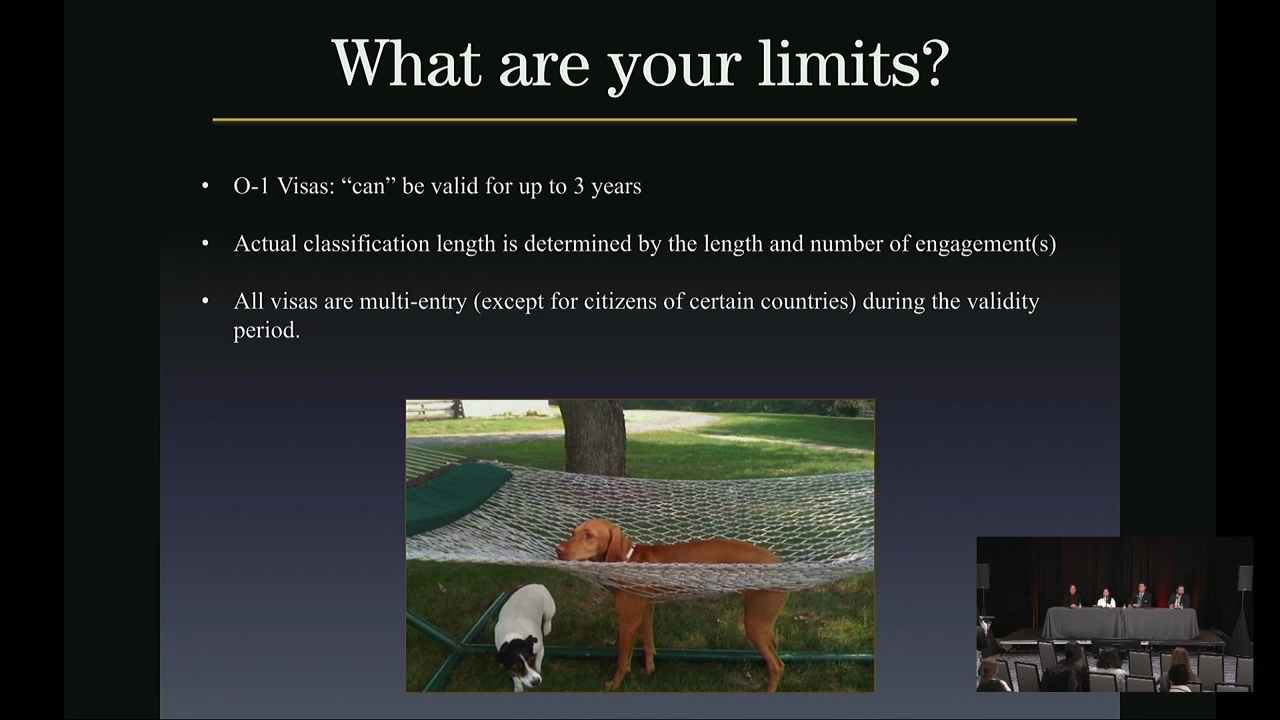 What are your limits?
• O-1 Visas: “can” be valid for up to 3 years
• Actual classification length is determined by the length and number of engagement(s)
• All visas are multi-entry (except for citizens of certain countries) during the validity
period.